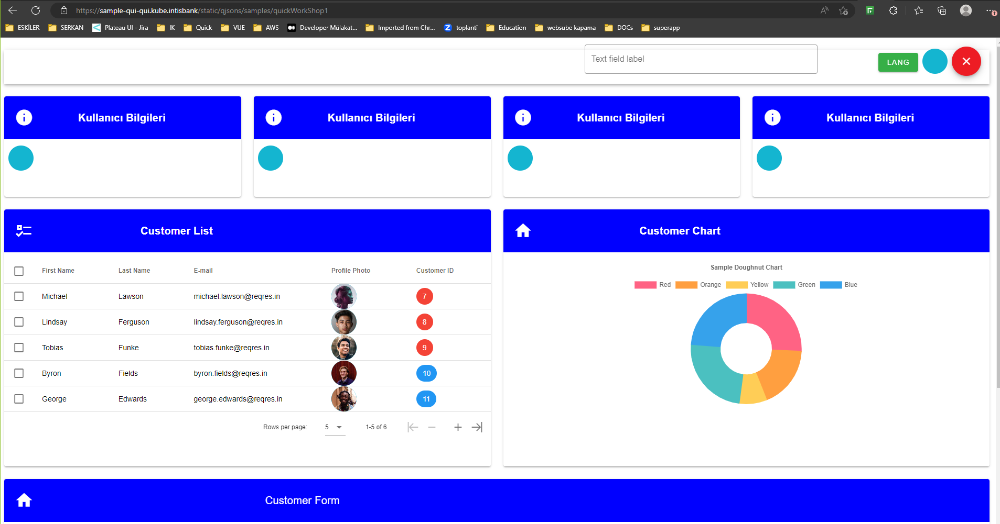 https://sample-qui-qui.kube.intisbank/static/qjsons/samples/quickWorkShop1
ESKİLER SERKAN Plateau UI - Jira IK Quick VUE AWS Developer Mülakat... Imported from Chr... toplanti Education websube kapama DOCs superapp
Text field label
LANG
Kullanıcı Bilgileri Kullanıcı Bilgileri Kullanıcı Bilgileri Kullanıcı Bilgileri
Customer List
Customer Chart
First Name Last Name E-mail Profile Photo Customer ID
Michael Lawson michael.lawson@reqres.in 7
Lindsay Ferguson lindsay.ferguson@reqres.in 8
Tobias Funke tobias.funke@reqres.in 9
Byron Fields byron.fields@reqres.in 10
George Edwards george.edwards@reqres.in 11
Rows per page: 5 1-5 of 6
Sample Doughnut Chart
Red Orange Yellow Green Blue
Customer Form